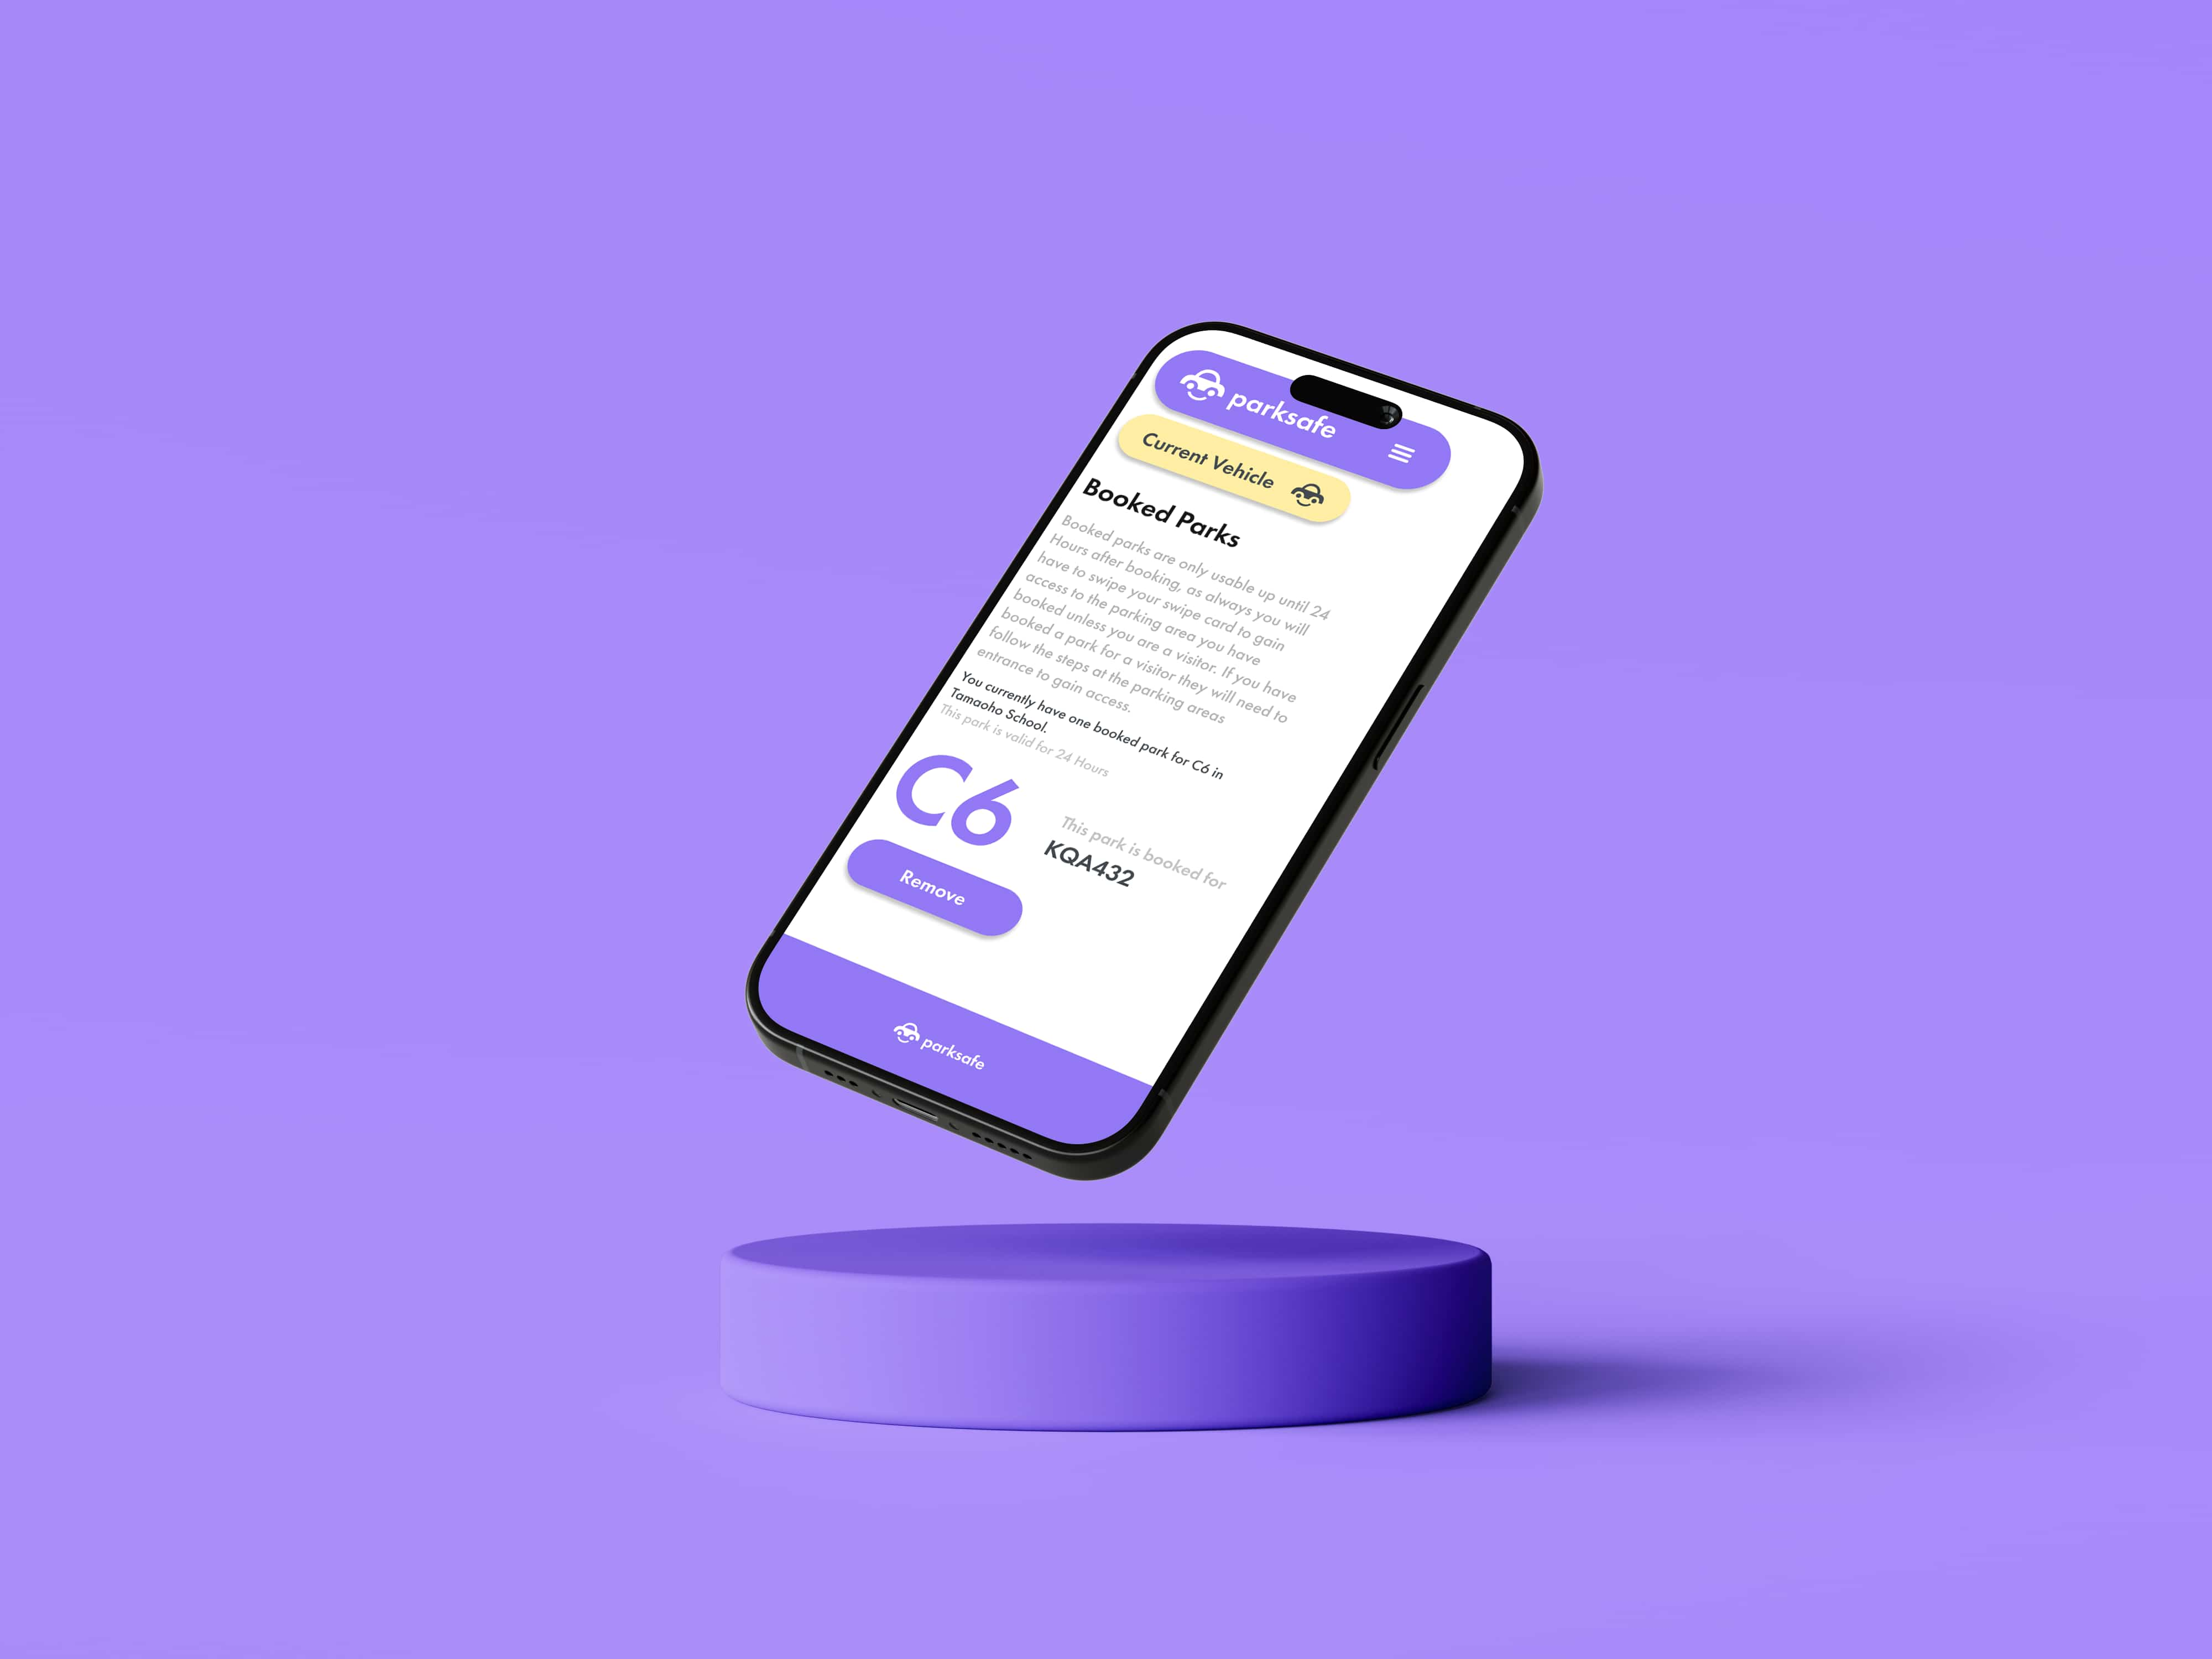 parksafe
Current Vehicle
Booked Parks
Booked parks are only usable up until 24
Hours after booking, as always you will
have to swipe your swipe card to gain
access to the parking area you have
booked unless you are a visitor. If you have
booked a park for a visitor they will need to
follow the steps at the parking areas
entrance to gain access.
You currently have one booked park for C6 in
Tamaoho School.
This park is valid for 24 Hours
C6
This park is booked for
KQA432
Remove
parksafe